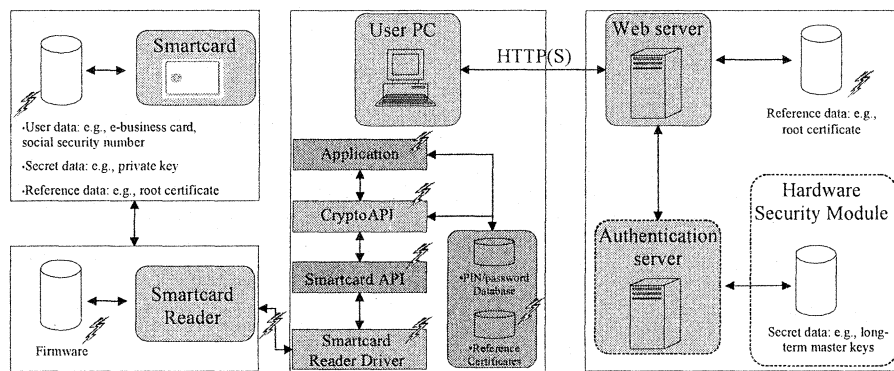 Smartcard
•User data: e.g., e-business card,
social security number
•Secret data: e.g., private key
•Reference data: e.g., root certificate
Firmware
Smartcard
Reader
User PC
HTTP(S)
Application
CryptoAPI
Smartcard API
Smartcard
Reader Driver
•PIN/password
Database
•Reference
Certificates
Web server
Reference data: e.g.,
root certificate
Authentication
server
Hardware
Security Module
Secret data: e.g., long-
term master keys